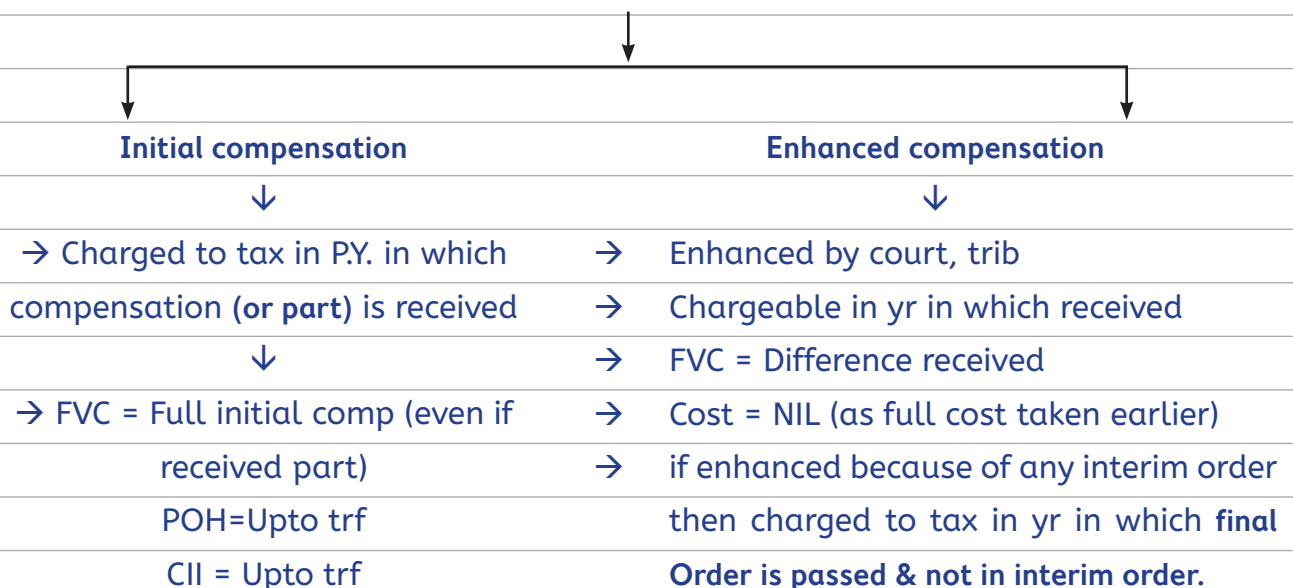 Initial compensation
↓
→ Charged to tax in P.Y. in which
compensation (or part) is received
↓
→ FVC = Full initial comp (even if
received part)
POH=Upto trf
CII = Upto trf
Enhanced compensation
↓
→ Enhanced by court, trib
→ Chargeable in yr in which received
→ FVC = Difference received
→ Cost = NIL (as full cost taken earlier)
→ if enhanced because of any interim order
then charged to tax in yr in which final
Order is passed & not in interim order.